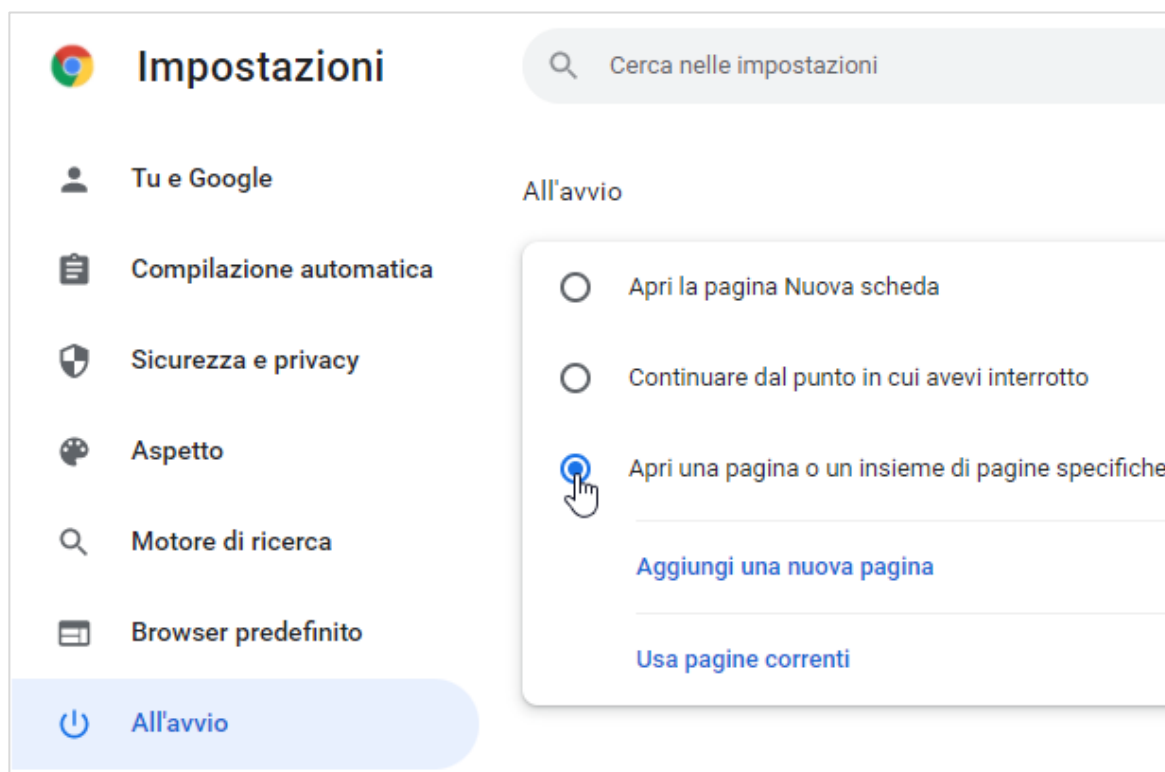 Impostazioni
Cerca nelle impostazioni
Tu e Google
Compilazione automatica
Sicurezza e privacy
Aspetto
Motore di ricerca
Browser predefinito
All'avvio
All'avvio
Apri la pagina Nuova scheda
Continuare dal punto in cui avevi interrotto
Apri una pagina o un insieme di pagine specifiche
Aggiungi una nuova pagina
Usa pagine correnti